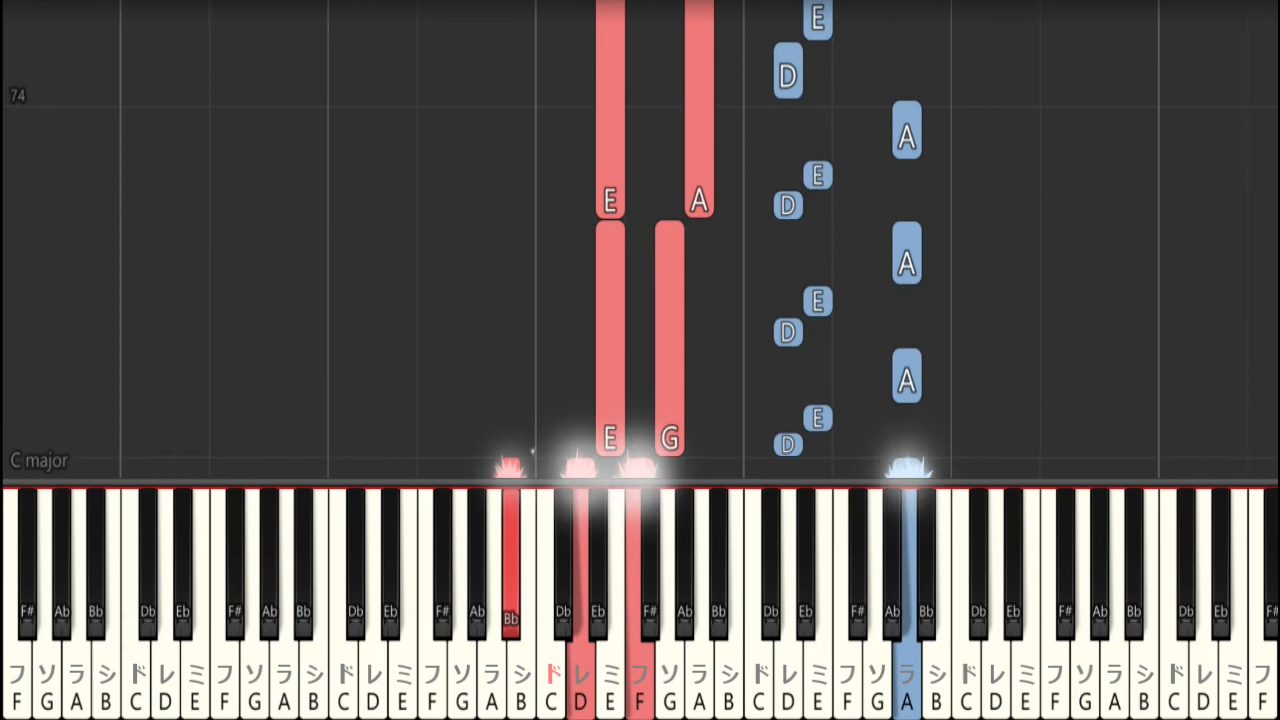 E
D
74
A
E
E A
D
A
E
D
A
E
E G
D
C major
F# Ab Bb Db Eb F# Ab Bb Db Eb F# Ab Bb Db Eb F# Ab Bb Db Eb F# Ab Bb Db Eb F# Ab Bb Db Eb F#
フ ソ ラ シ ド レ ミ フ ソ ラ シ ド レ ミ フ ソ ラ シ ド レ ミ フ ソ ラ シ ド レ ミ フ ソ ラ シ ド レ ミ フ ソ ラ シ ド レ ミ フ
F G A B C D E F G A B C D E F G A B C D E F G A B C D E F G A B C D E F G A B C D E F